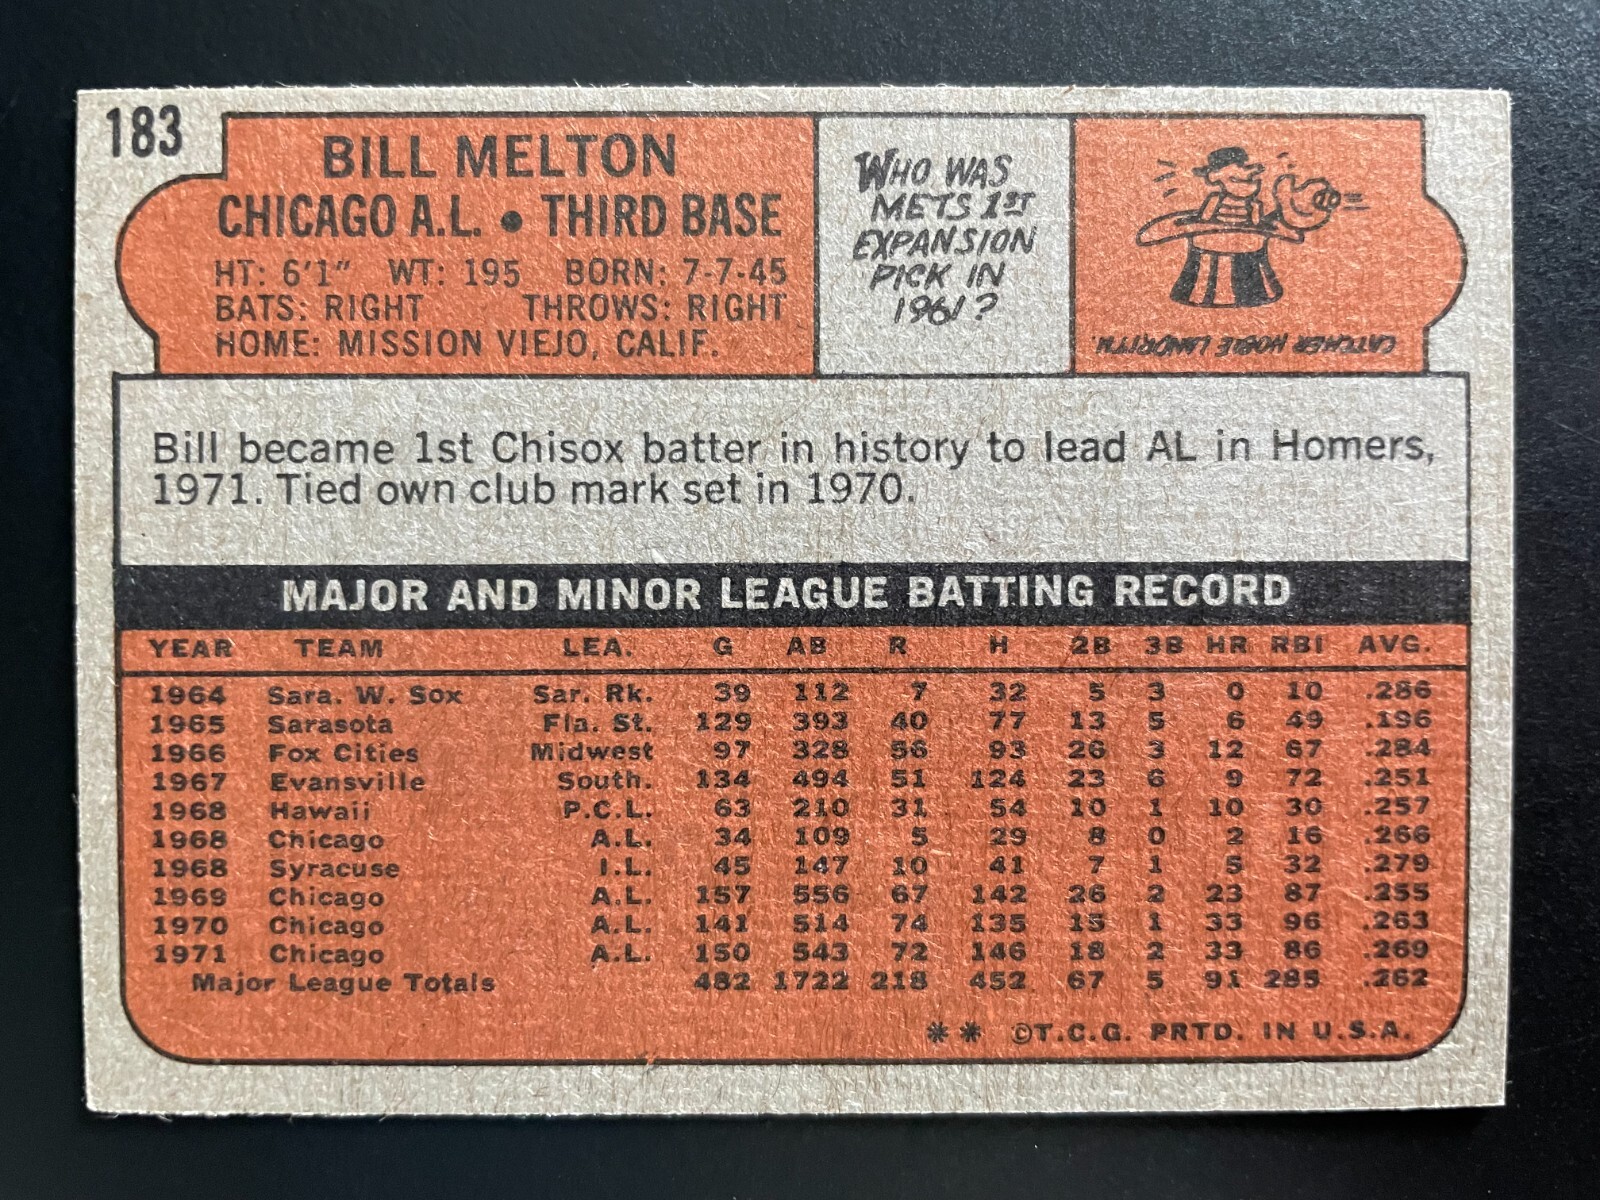 183
BILL MELTON
CHICAGO A.L. • THIRD BASE
HT: 6'1" WT: 195 BORN: 7-7-45
BATS: RIGHT THROWS: RIGHT
HOME: MISSION VIEJO, CALIF.
WHO WAS
METS 1ST
EXPANSION
PICK IN
1961?
CATCHER HOBIE LANDRITH.
Bill became 1st Chisox batter in history to lead AL in Homers,
1971. Tied own club mark set in 1970.
MAJOR AND MINOR LEAGUE BATTING RECORD
YEAR TEAM LEA. G AB R H 2B 3B HR RBI AVG.
1964 Sara. W. Sox Sar. Rk. 39 112 7 32 5 3 0 10 .286
1965 Sarasota Fla. St. 129 393 40 77 13 5 6 49 .196
1966 Fox Cities Midwest 97 328 56 93 26 3 12 67 .284
1967 Evansville South. 134 494 51 124 23 6 9 72 .251
1968 Hawaii P.C.L. 63 210 31 54 10 1 10 30 .257
1968 Chicago A.L. 34 109 5 29 8 0 2 16 .266
1968 Syracuse I.L. 45 147 10 41 7 1 5 32 .279
1969 Chicago A.L. 157 556 67 142 26 2 23 87 .255
1970 Chicago A.L. 141 514 74 135 15 1 33 96 .263
1971 Chicago A.L. 150 543 72 146 18 2 33 86 .269
Major League Totals 482 1722 218 452 67 5 91 285 .262
** ©T.C.G. PRTD. IN U.S.A.